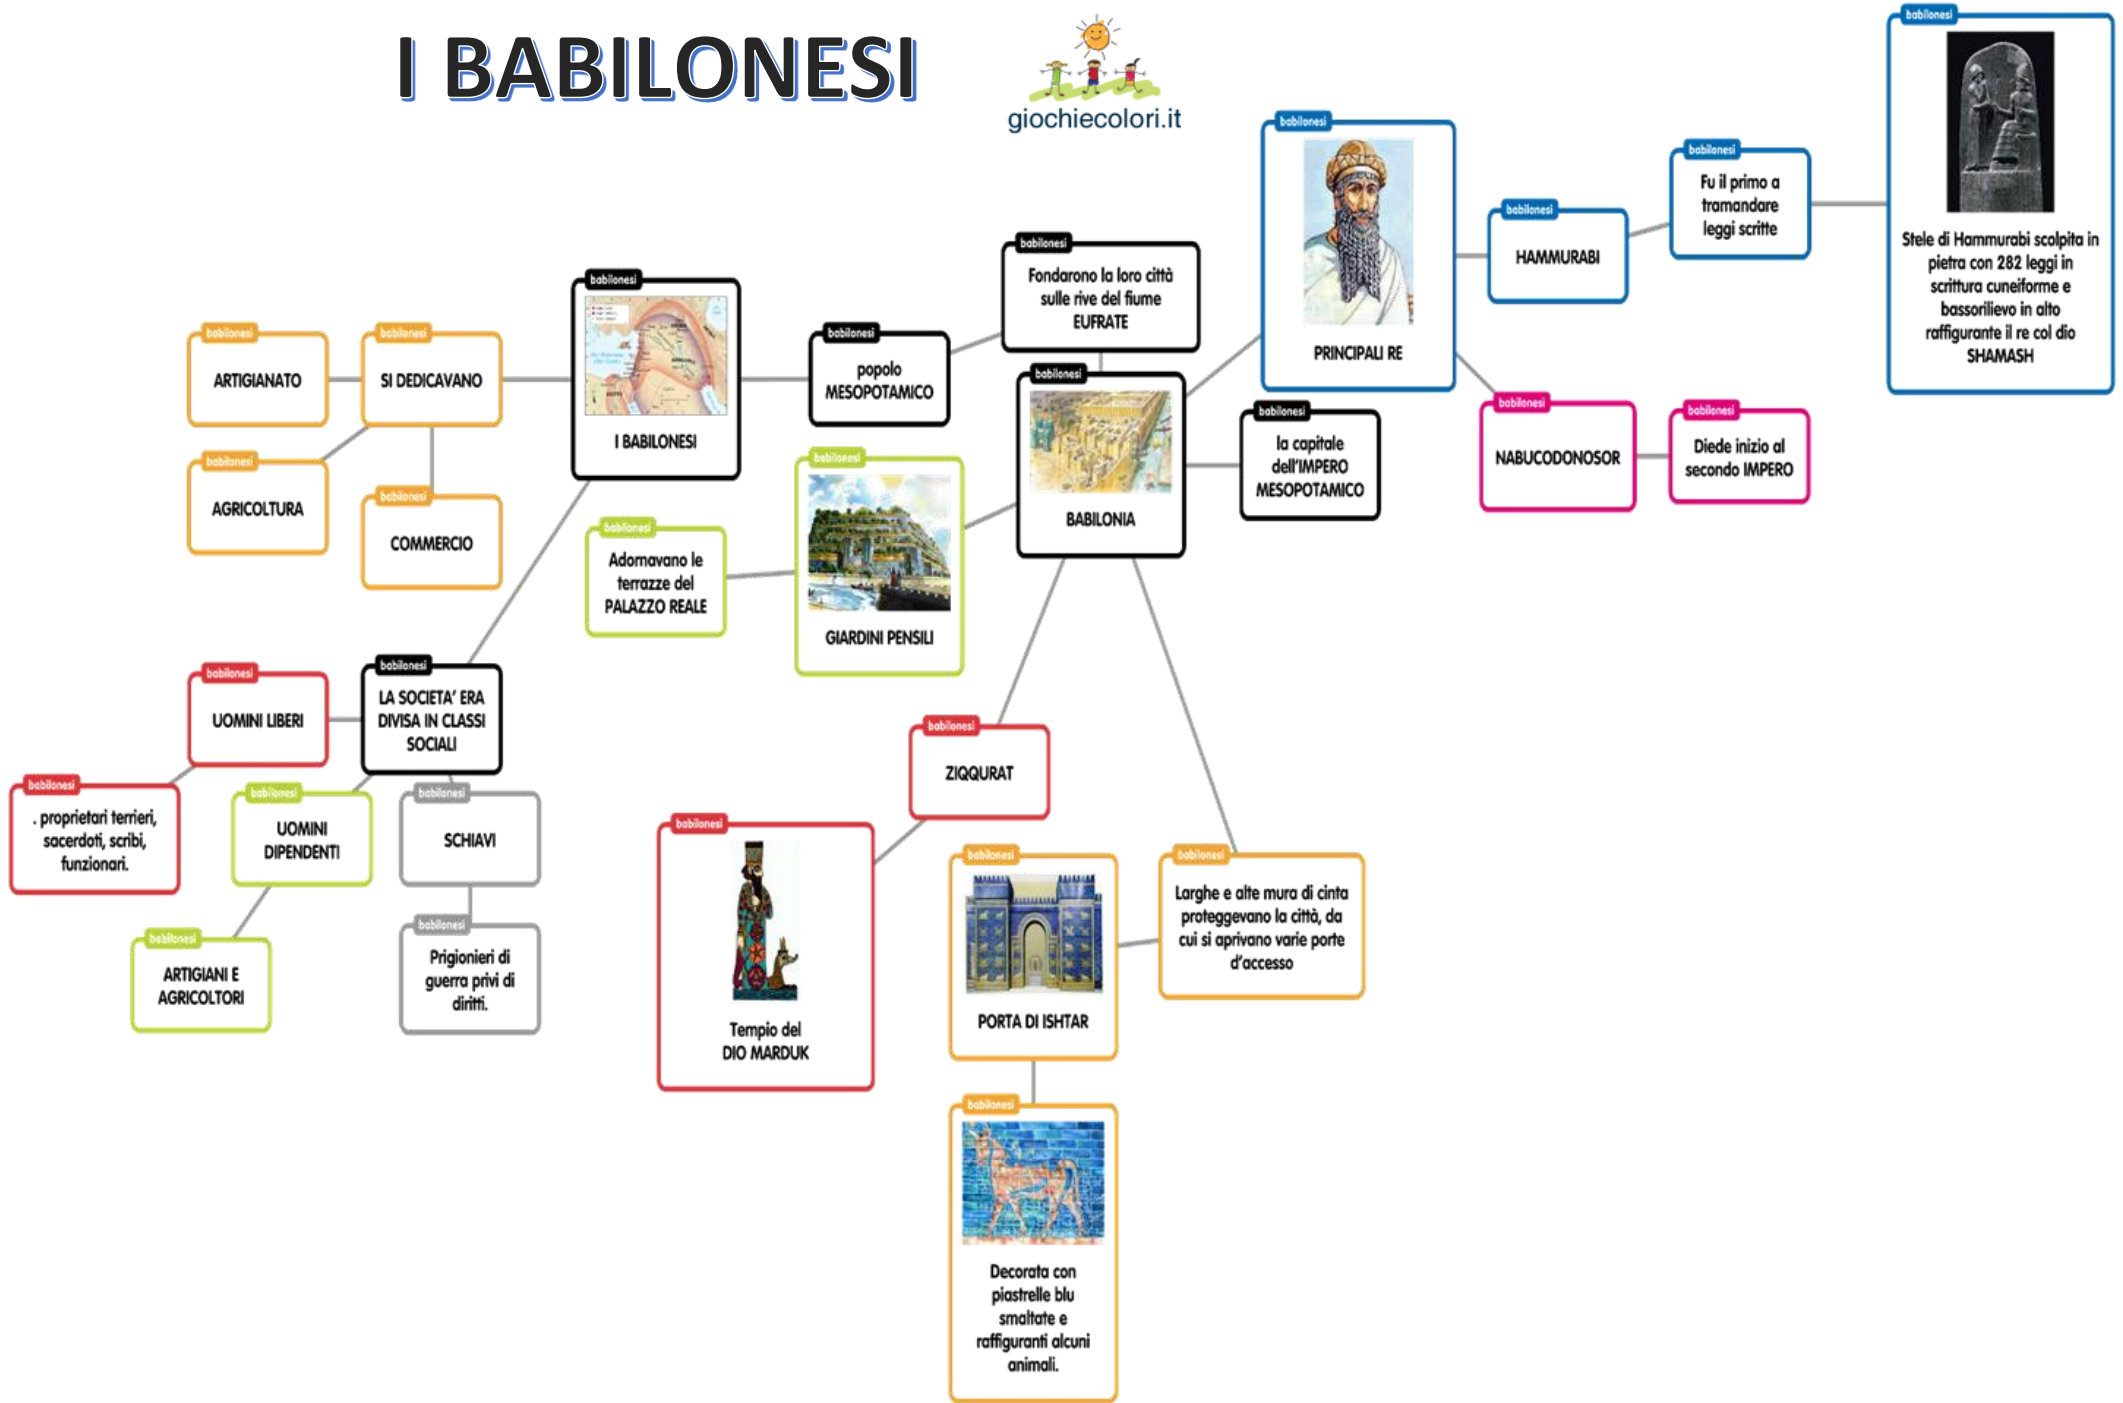 I BABILONESI
giochiecolori.it
babilonesi
Stele di Hammurabi scolpita in
pietra con 282 leggi in
scrittura cuneiforme e
bassorilievo in alto
raffigurante il re col dio
SHAMASH
babilonesi
PRINCIPALI RE
babilonesi
Fu il primo a
tramandare
leggi scritte
babilonesi
HAMMURABI
babilonesi
Fondarono la loro città
sulle rive del fiume
EUFRATE
babilonesi
I BABILONESI
babilonesi
ARTIGIANATO
babilonesi
SI DEDICAVANO
babilonesi
popolo
MESOPOTAMICO
babilonesi
BABILONIA
babilonesi
la capitale
dell'IMPERO
MESOPOTAMICO
babilonesi
NABUCODONOSOR
babilonesi
Diede inizio al
secondo IMPERO
babilonesi
AGRICOLTURA
babilonesi
COMMERCIO
babilonesi
GIARDINI PENSILI
babilonesi
Adornavano le
terrazze del
PALAZZO REALE
babilonesi
UOMINI LIBERI
babilonesi
LA SOCIETA' ERA
DIVISA IN CLASSI
SOCIALI
babilonesi
ZIQQURAT
babilonesi
. proprietari terrieri,
sacerdoti, scribi,
funzionari.
babilonesi
UOMINI
DIPENDENTI
babilonesi
SCHIAVI
babilonesi
Tempio del
DIO MARDUK
babilonesi
PORTA DI ISHTAR
babilonesi
Larghe e alte mura di cinta
proteggevano la città, da
cui si aprivano varie porte
d'accesso
babilonesi
ARTIGIANI E
AGRICOLTORI
babilonesi
Prigionieri di
guerra privi di
diritti.
babilonesi
Decorata con
piastrelle blu
smaltate e
raffiguranti alcuni
animali.